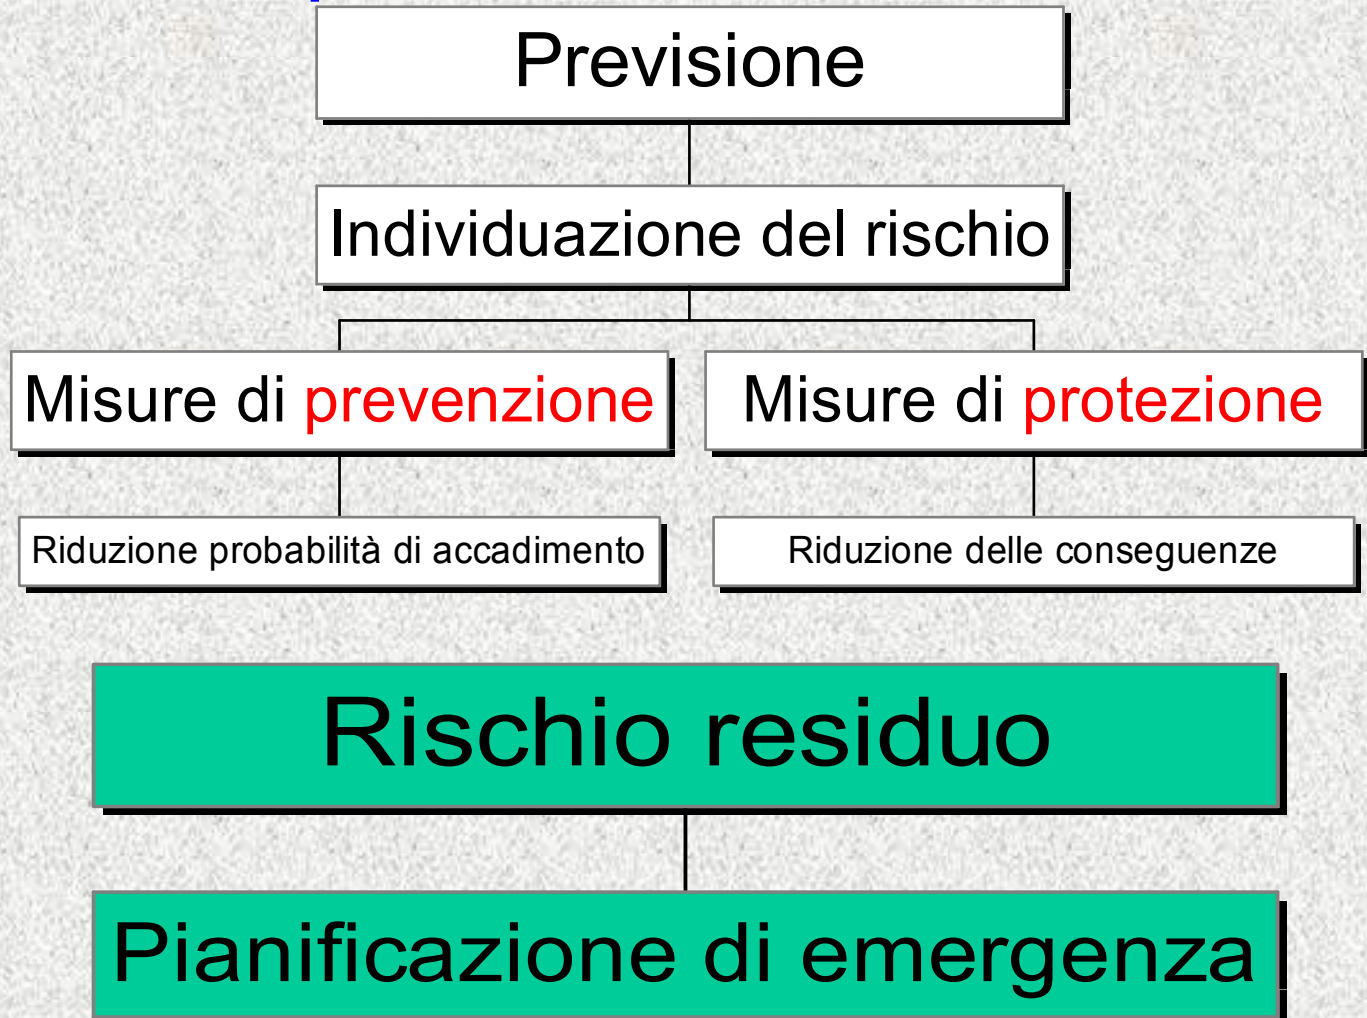 Previsione
Individuazione del rischio
Misure di prevenzione
Misure di protezione
Riduzione probabilità di accadimento
Riduzione delle conseguenze
Rischio residuo
Pianificazione di emergenza